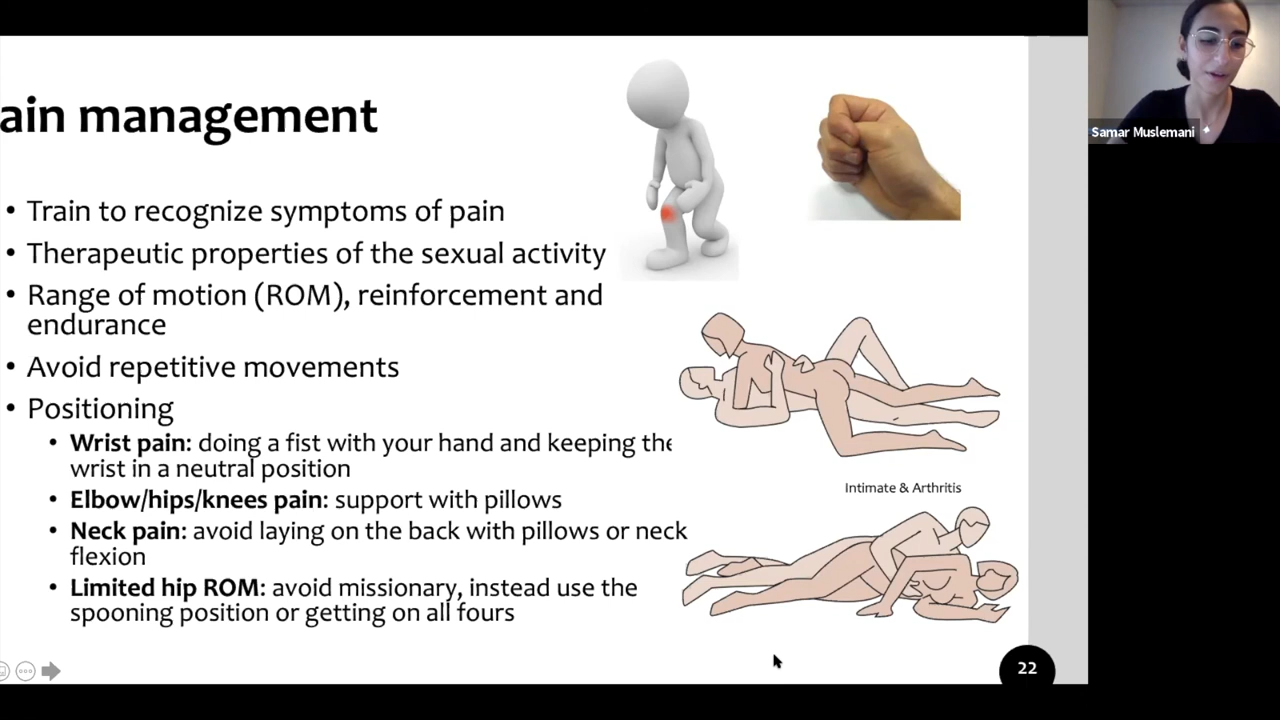 ain management
• Train to recognize symptoms of pain
• Therapeutic properties of the sexual activity
• Range of motion (ROM), reinforcement and
endurance
• Avoid repetitive movements
• Positioning
• Wrist pain: doing a fist with your hand and keeping the
wrist in a neutral position
• Elbow/hips/knees pain: support with pillows
• Neck pain: avoid laying on the back with pillows or neck
flexion
• Limited hip ROM: avoid missionary, instead use the
spooning position or getting on all fours
Intimate & Arthritis
22
Samar Muslemani